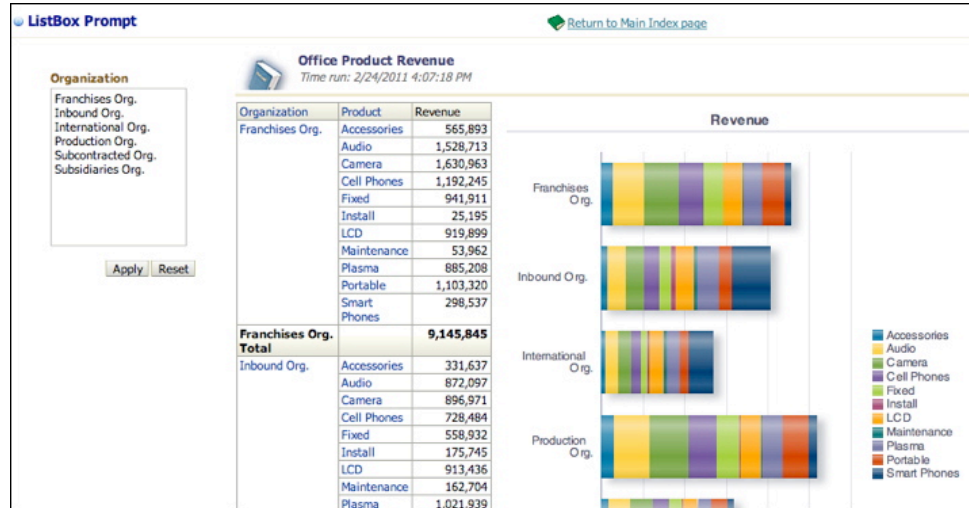 ListBox Prompt
Return to Main Index page
Organization
Franchises Org.
Inbound Org.
International Org.
Production Org.
Subcontracted Org.
Subsidiaries Org.
Apply Reset
Office Product Revenue
Time run: 2/24/2011 4:07:18 PM
Organization Product Revenue
Franchises Org. Accessories 565,893
Audio 1,528,713
Camera 1,630,963
Cell Phones 1,192,245
Fixed 941,911
Install 25,195
LCD 919,899
Maintenance 53,962
Plasma 885,208
Portable 1,103,320
Smart 298,537
Phones
Franchises Org. 9,145,845
Total
Inbound Org. Accessories 331,637
Audio 872,097
Camera 896,971
Cell Phones 728,484
Fixed 558,932
Install 175,745
LCD 913,436
Maintenance 162,704
Plasma 1,021,939
Revenue
Franchises
Org.
Inbound Org.
International
Org.
Production
Org.
Accessories
Audio
Camera
Cell Phones
Fixed
Install
LCD
Maintenance
Plasma
Portable
Smart Phones